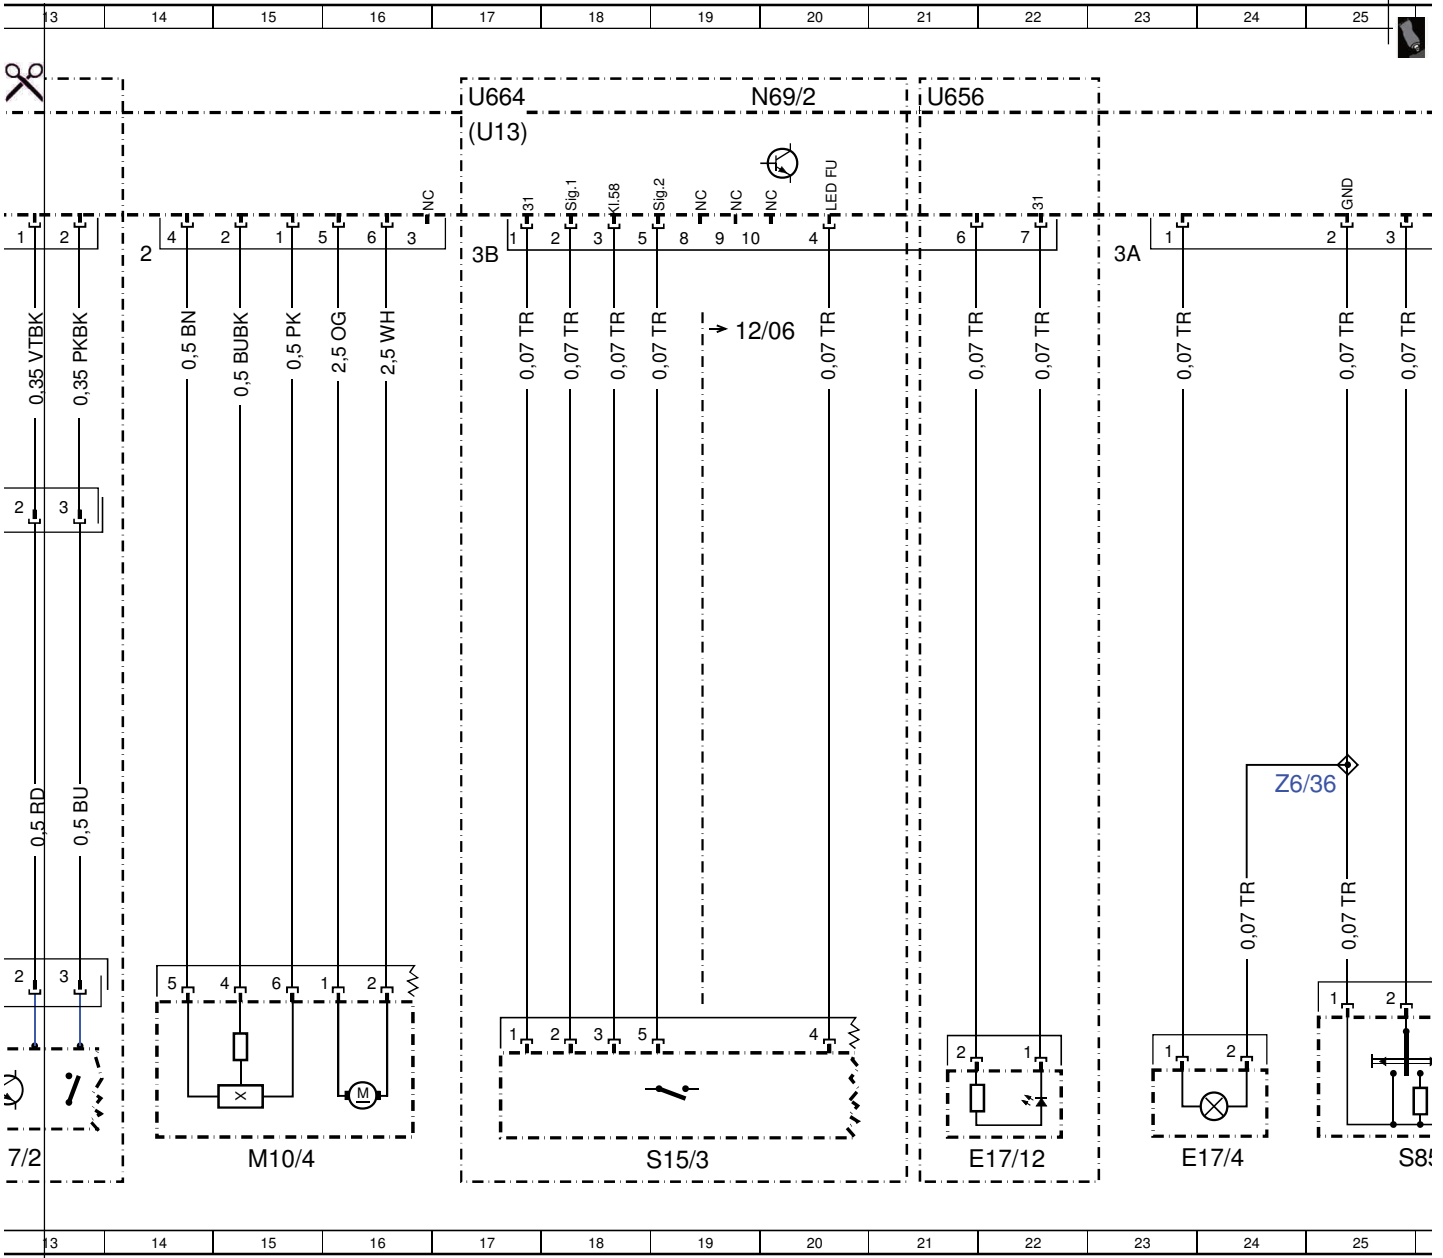 13 14 15 16 17 18 19 20 21 22 23 24 25
U664 N69/2 U656
(U13)
NC 31 Sig.1 Kl.58 Sig.2 NC NC NC LED FU 31 GND
1 2 4 2 1 5 6 3 1 2 3 5 8 9 10 4 6 7 1 2 3
2 3B 3A
0,35 VTBK 0,35 PKBK 0,5 BN 0,5 BUBK 0,5 PK 2,5 OG 2,5 WH 0,07 TR 0,07 TR 0,07 TR 0,07 TR 12/06 0,07 TR 0,07 TR 0,07 TR 0,07 TR 0,07 TR 0,07 TR
2 3
Z6/36
0,5 RD 0,5 BU
0,07 TR 0,07 TR
2 3 5 4 6 1 2 1 2
1 2 3 5 4 2 1 1 2
X M
7/2 M10/4 S15/3 E17/12 E17/4 S85
13 14 15 16 17 18 19 20 21 22 23 24 25